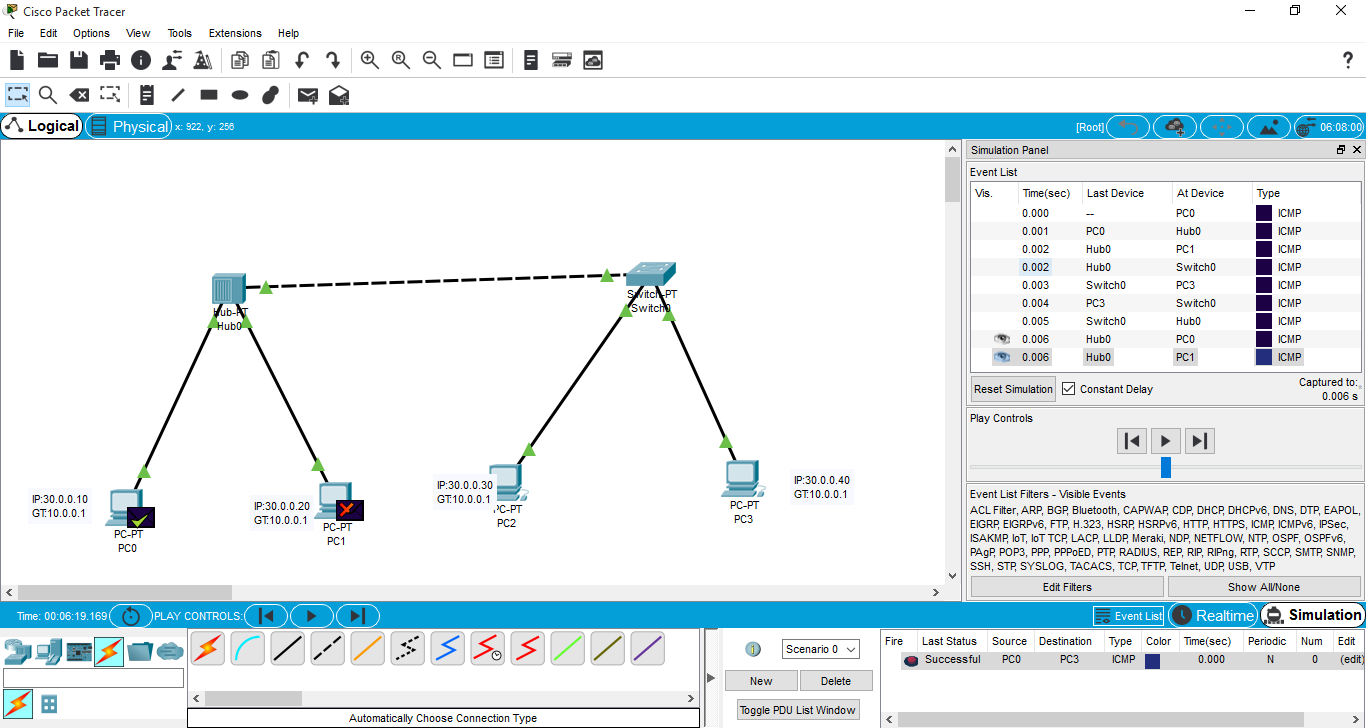 Cisco Packet Tracer
File Edit Options View Tools Extensions Help
Logical Physical x: 922, y: 256 [Root] 06:08:00
Simulation Panel
Event List
Vis. Time(sec) Last Device At Device Type
0.000 -- PC0 ICMP
0.001 PC0 Hub0 ICMP
0.002 Hub0 PC1 ICMP
0.002 Hub0 Switch0 ICMP
0.003 Switch0 PC3 ICMP
0.004 PC3 Switch0 ICMP
0.005 Switch0 Hub0 ICMP
0.006 Hub0 PC0 ICMP
0.006 Hub0 PC1 ICMP
Reset Simulation Constant Delay Captured to:
0.006 s
Play Controls
Event List Filters - Visible Events
ACL Filter, ARP, BGP, Bluetooth, CAPWAP, CDP, DHCP, DHCPv6, DNS, DTP, EAPOL,
EIGRP, EIGRPv6, FTP, H.323, HSRP, HSRPv6, HTTP, HTTPS, ICMP, ICMPv6, IPSec,
ISAKMP, IoT, IoT TCP, LACP, LLDP, Meraki, NDP, NETFLOW, NTP, OSPF, OSPFv6,
PAgP, POP3, PPP, PPPoED, PTP, RADIUS, REP, RIP, RIPng, RTP, SCCP, SMTP, SNMP,
SSH, STP, SYSLOG, TACACS, TCP, TFTP, Telnet, UDP, USB, VTP
Edit Filters Show All/None
Hub-PT
Hub0
Switch-PT
Switch0
IP:30.0.0.10
GT:10.0.0.1
PC-PT
PC0
IP:30.0.0.20
GT:10.0.0.1
PC-PT
PC1
IP:30.0.0.30
GT:10.0.0.1
PC-PT
PC2
IP:30.0.0.40
GT:10.0.0.1
PC-PT
PC3
Time: 00:06:19.169 PLAY CONTROLS: Event List Realtime Simulation
Automatically Choose Connection Type
Scenario 0
New Delete
Toggle PDU List Window
Fire Last Status Source Destination Type Color Time(sec) Periodic Num Edit
Successful PC0 PC3 ICMP 0.000 N 0 (edit)